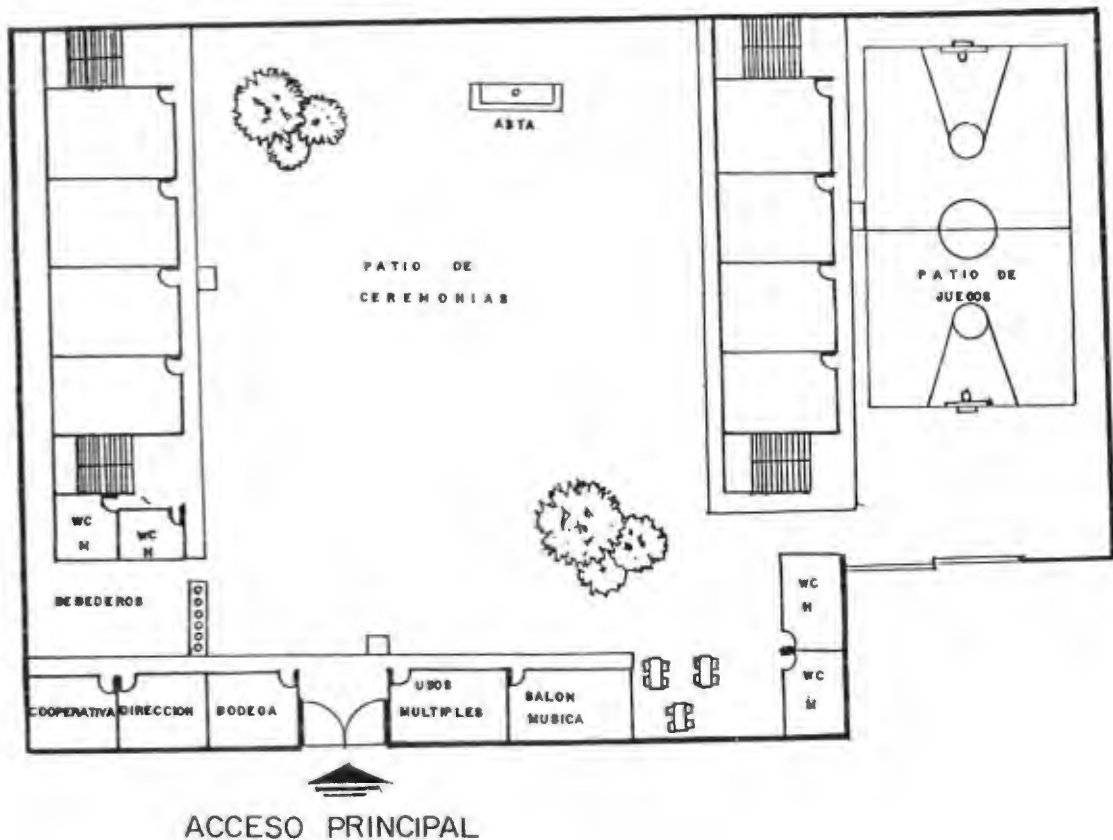 ASTA
PATIO DE
CEREMONIAS
PATIO DE
JUEGOS
WC
M
WC
H
BEBEDEROS
WC
H
WC
M
COOPERATIVA
DIRECCION
BODEGA
USOS
MULTIPLES
SALON
MUSICA
ACCESO PRINCIPAL